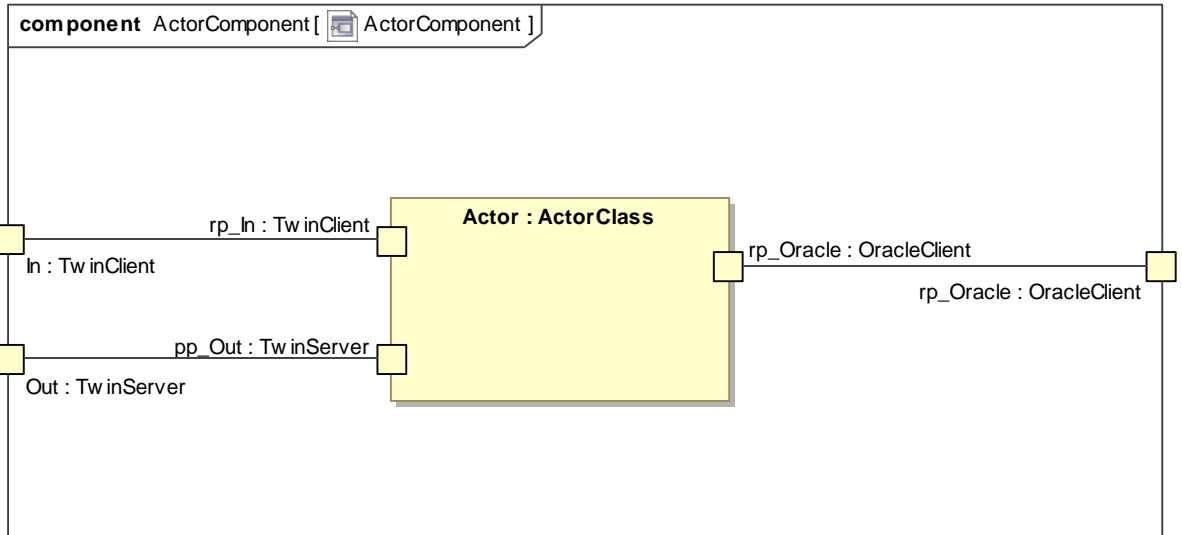 component ActorComponent [ ActorComponent ]
Actor : ActorClass
rp_In : TwinClient
rp_Oracle : OracleClient
In : TwinClient
rp_Oracle : OracleClient
pp_Out : TwinServer
Out : TwinServer